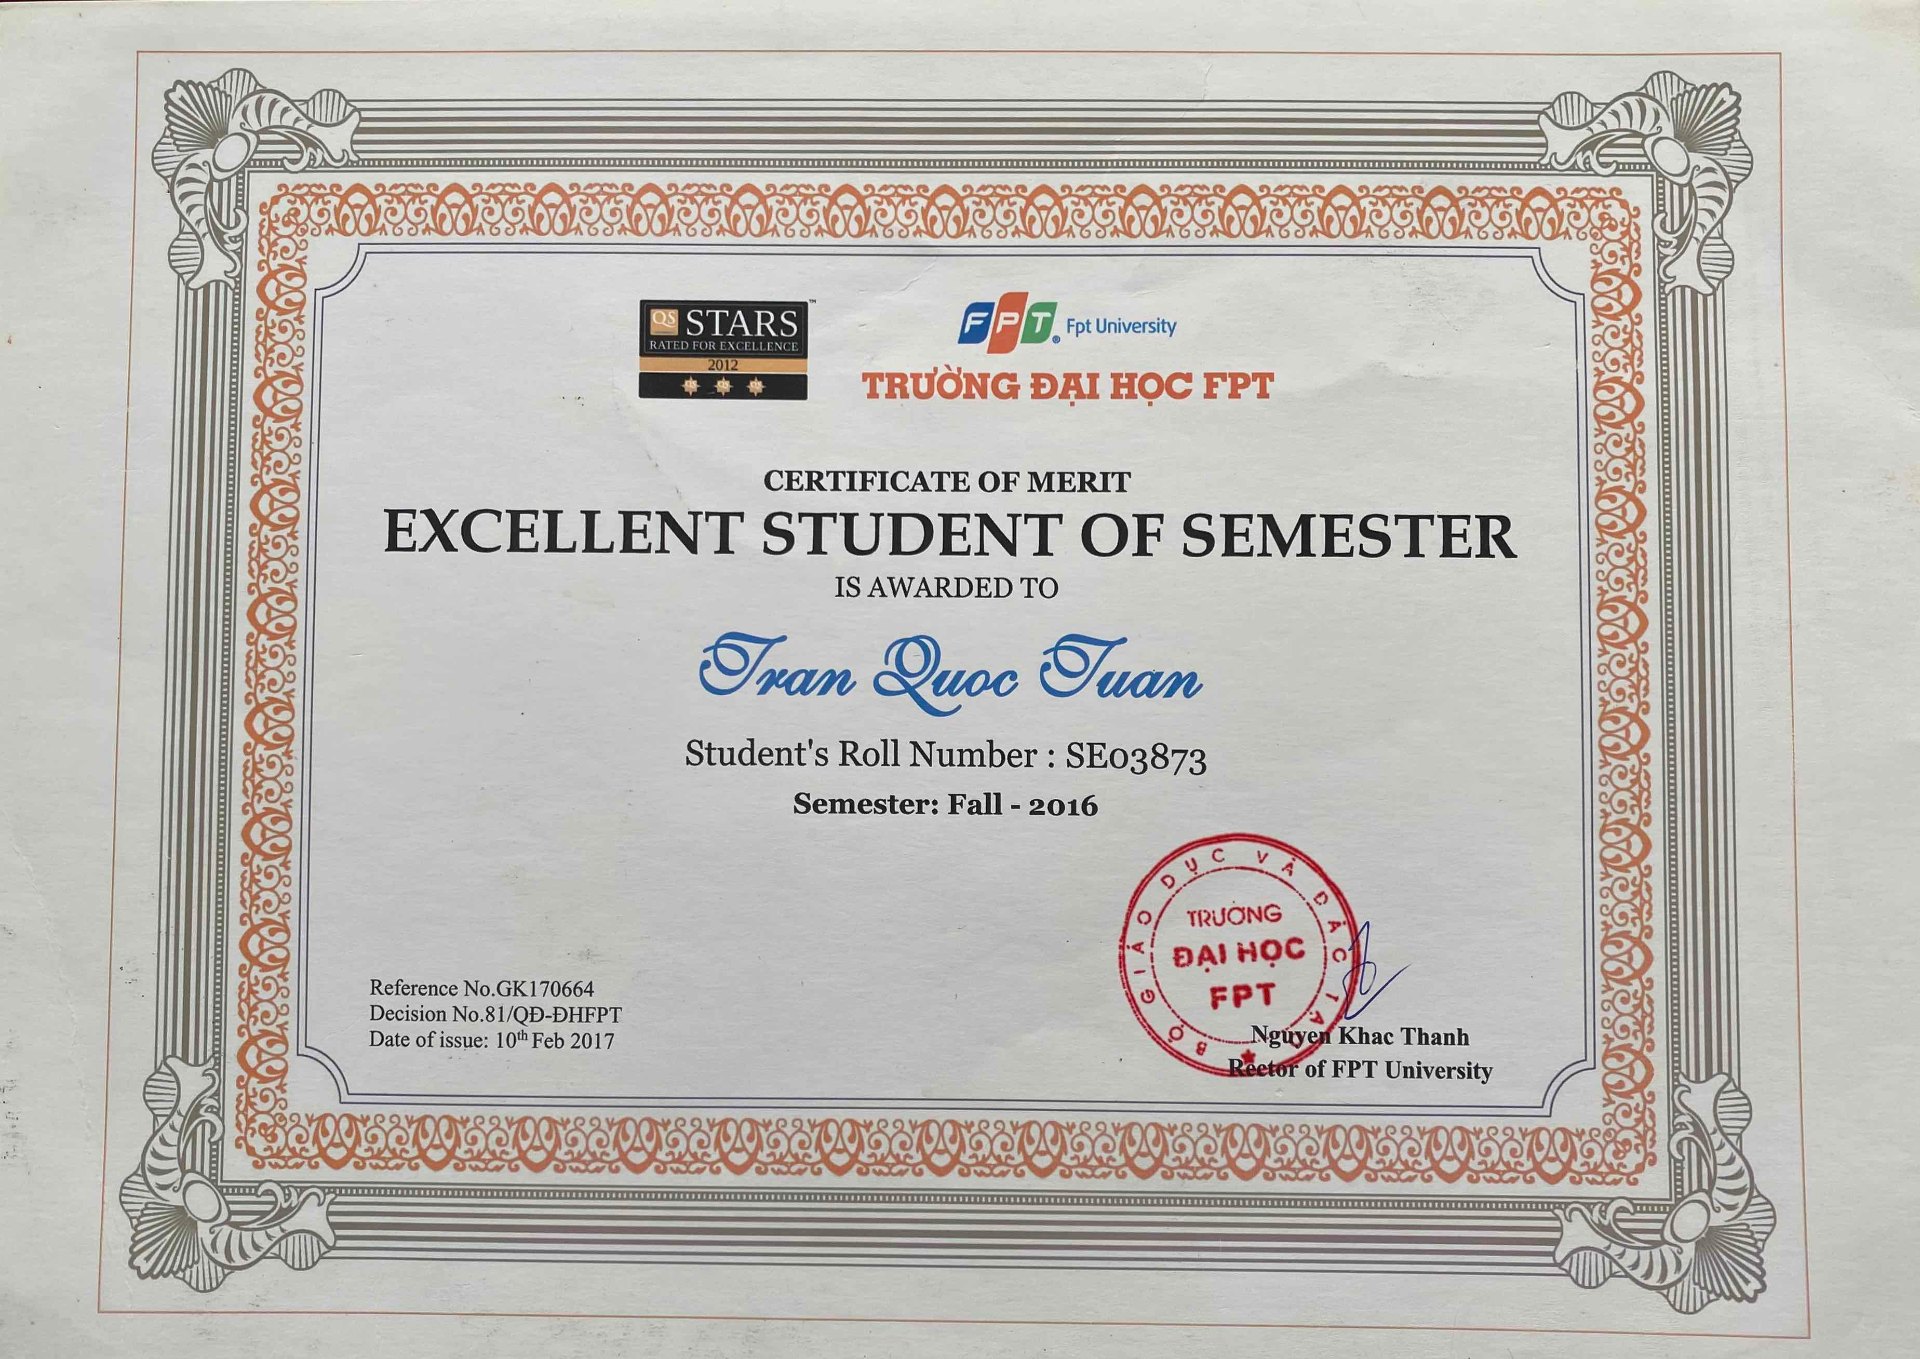 QS STARS™
RATED FOR EXCELLENCE
2012
FPT® Fpt University
TRƯỜNG ĐẠI HỌC FPT
CERTIFICATE OF MERIT
EXCELLENT STUDENT OF SEMESTER
IS AWARDED TO
Tran Quoc Tuan
Student's Roll Number : SE03873
Semester: Fall - 2016
BỘ GIÁO DỤC VÀ ĐÀO TẠO
TRƯỜNG
ĐẠI HỌC
FPT
Reference No.GK170664
Decision No.81/QĐ-ĐHFPT
Date of issue: 10th Feb 2017
Nguyen Khac Thanh
Rector of FPT University